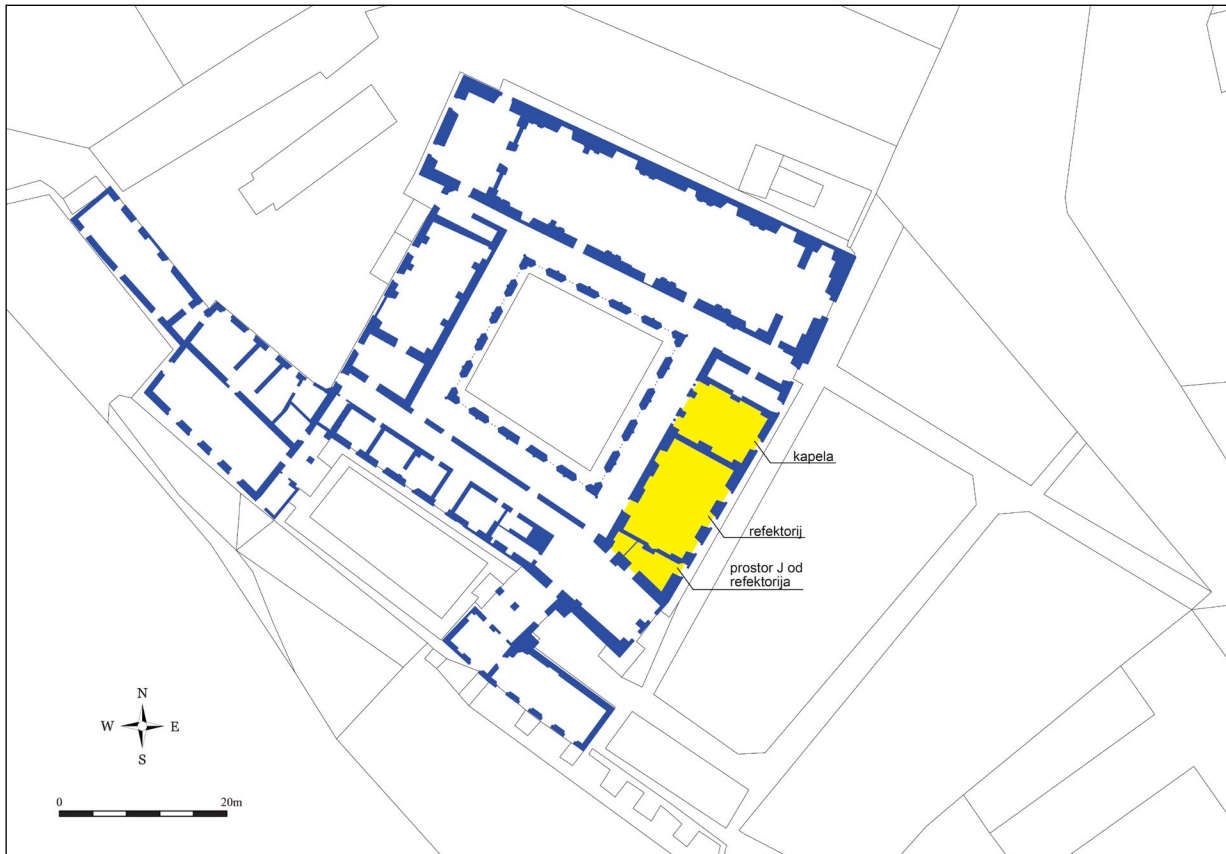 kapela
refektorij
prostor J od
refektorija
N
W E
S
0 20m